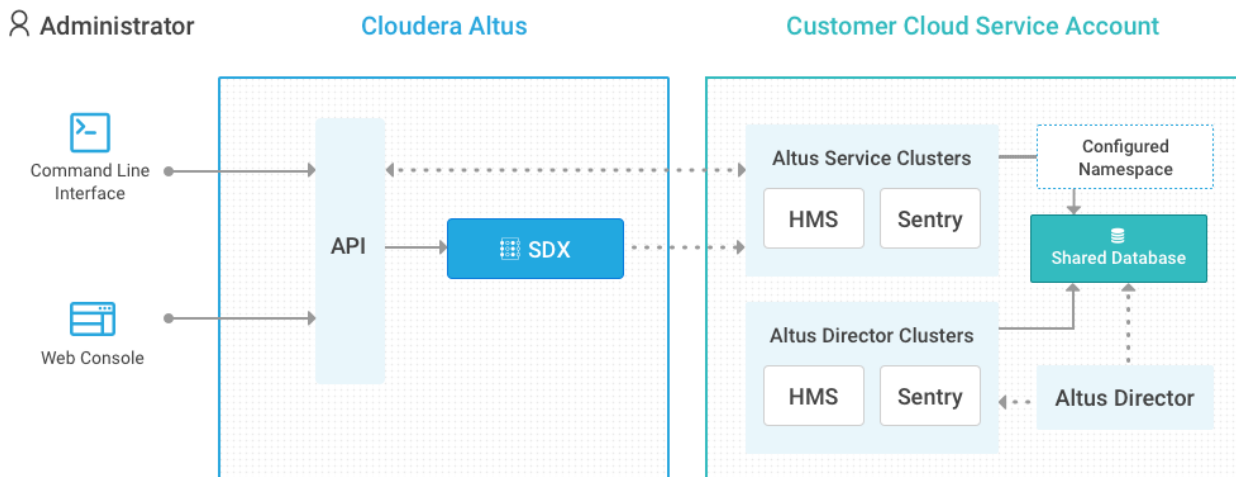 Administrator
Cloudera Altus
Customer Cloud Service Account
Command Line
Interface
Web Console
API
SDX
Altus Service Clusters
HMS
Sentry
Configured
Namespace
Shared Database
Altus Director Clusters
HMS
Sentry
Altus Director